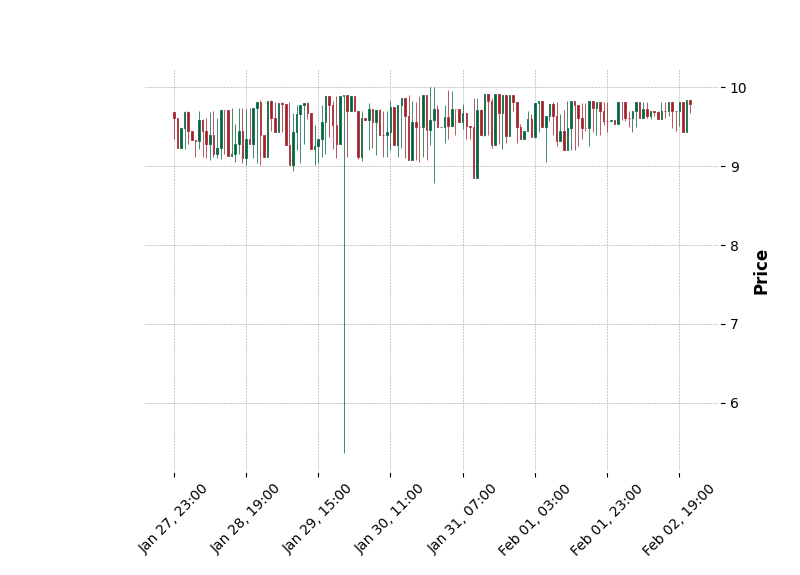 10
9
8
7
6
Price
Jan 27, 23:00
Jan 28, 19:00
Jan 29, 15:00
Jan 30, 11:00
Jan 31, 07:00
Feb 01, 03:00
Feb 01, 23:00
Feb 02, 19:00